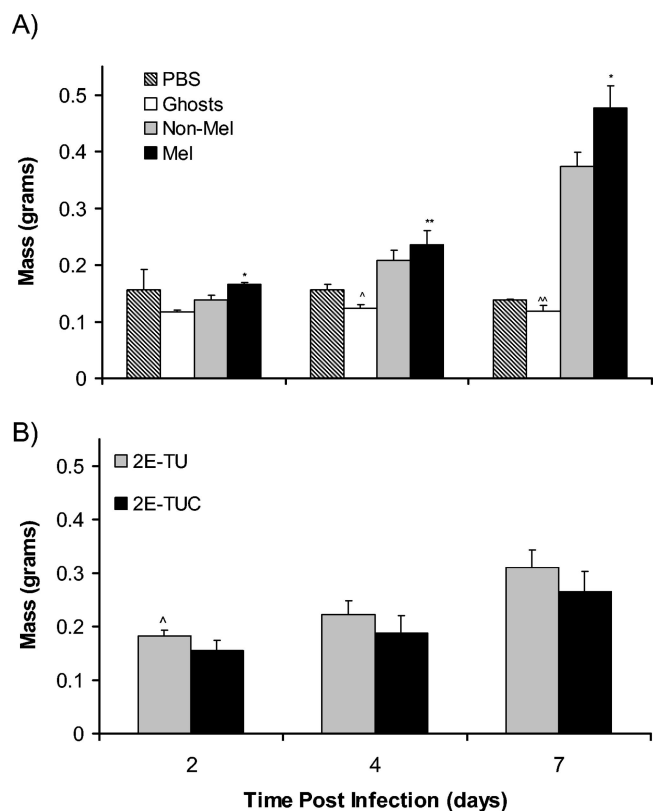 A)
PBS
Ghosts
Non-Mel
Mel
Mass (grams)
0.5
0.4
0.3
0.2
0.1
0
*
^
**
^^
*
B)
2E-TU
2E-TUC
Mass (grams)
0.5
0.4
0.3
0.2
0.1
0
^
2 4 7
Time Post Infection (days)